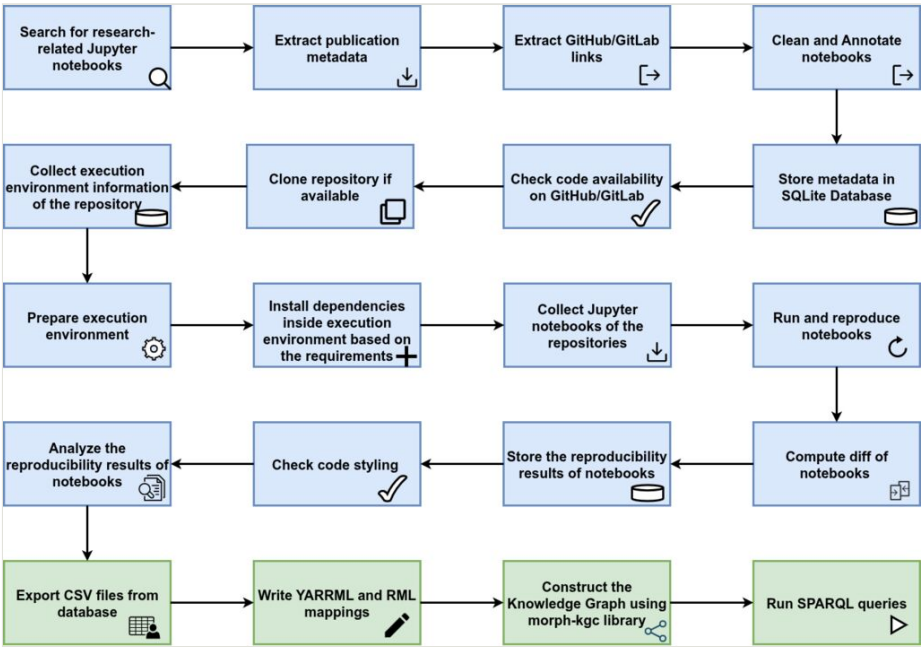 Search for research-
related Jupyter
notebooks
Extract publication
metadata
Extract GitHub/GitLab
links
Clean and Annotate
notebooks
Collect execution
environment information
of the repository
Clone repository if
available
Check code availability
on GitHub/GitLab
Store metadata in
SQLite Database
Prepare execution
environment
Install dependencies
inside execution
environment based on
the requirements
Collect Jupyter
notebooks of the
repositories
Run and reproduce
notebooks
Analyze the
reproducibility results of
notebooks
Check code styling
Store the reproducibility
results of notebooks
Compute diff of
notebooks
Export CSV files from
database
Write YARRML and RML
mappings
Construct the
Knowledge Graph using
morph-kgc library
Run SPARQL queries